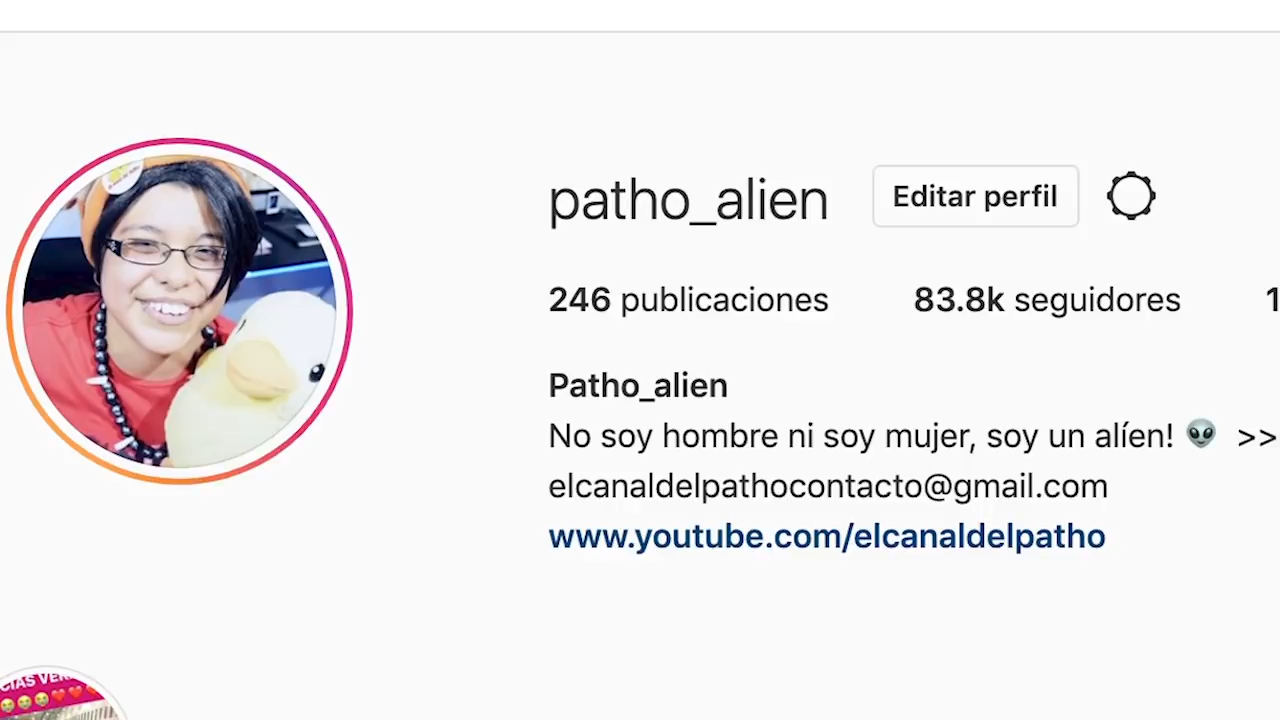 patho_alien Editar perfil
246 publicaciones 83.8k seguidores 1
Patho_alien
No soy hombre ni soy mujer, soy un alíen! 👽 >>
elcanaldelpathocontacto@gmail.com
www.youtube.com/elcanaldelpatho